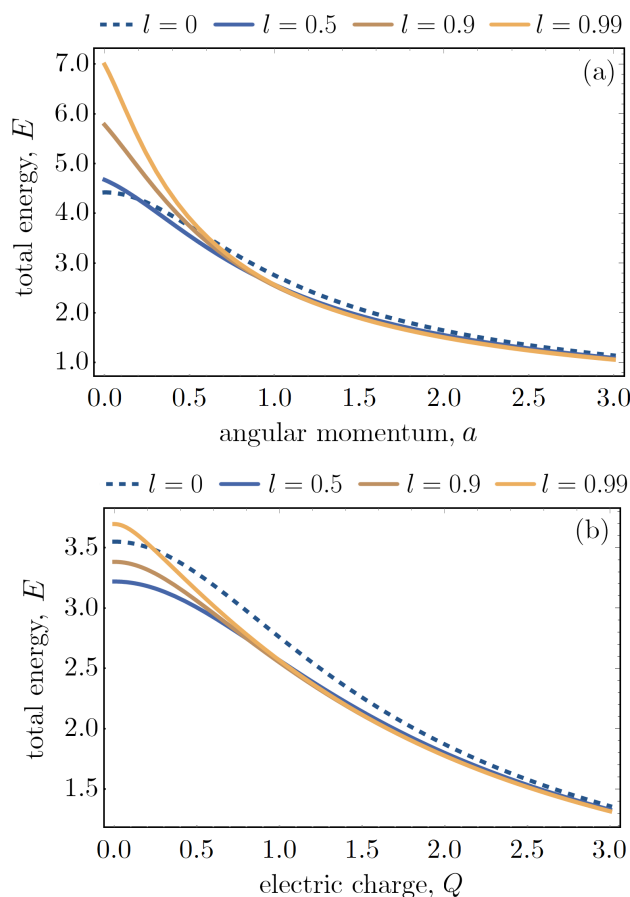 l = 0 l = 0.5 l = 0.9 l = 0.99
(a)
7.0
6.0
5.0
4.0
3.0
2.0
1.0
total energy, E
0.0 0.5 1.0 1.5 2.0 2.5 3.0
angular momentum, a
l = 0 l = 0.5 l = 0.9 l = 0.99
(b)
3.5
3.0
2.5
2.0
1.5
total energy, E
0.0 0.5 1.0 1.5 2.0 2.5 3.0
electric charge, Q